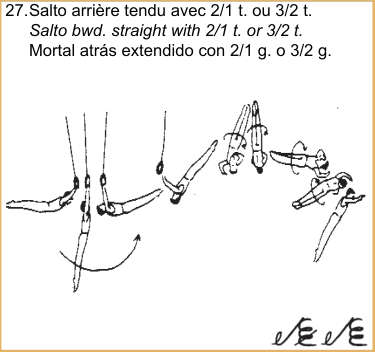 27.Salto arrière tendu avec 2/1 t. ou 3/2 t.
Salto bwd. straight with 2/1 t. or 3/2 t.
Mortal atrás extendido con 2/1 g. o 3/2 g.